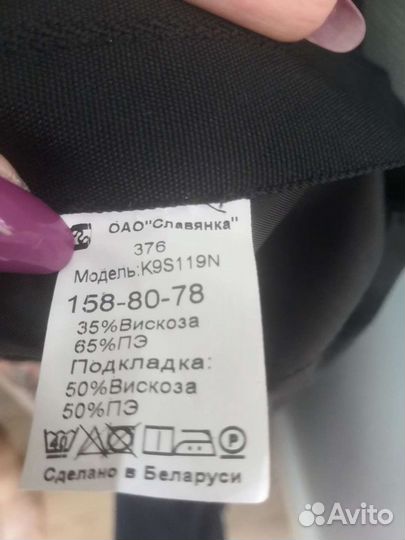 ОАО"Славянка"
376
Модель:K9S119N
158-80-78
35%Вискоза
65%ПЭ
Подкладка:
50%Вискоза
50%ПЭ
40 P
Сделано в Беларуси
Avito